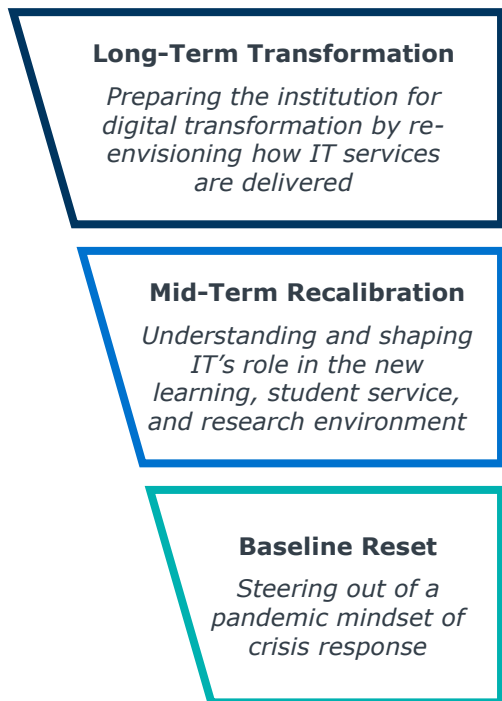 Long-Term Transformation
Preparing the institution for
digital transformation by re-
envisioning how IT services
are delivered
Mid-Term Recalibration
Understanding and shaping
IT’s role in the new
learning, student service,
and research environment
Baseline Reset
Steering out of a
pandemic mindset of
crisis response